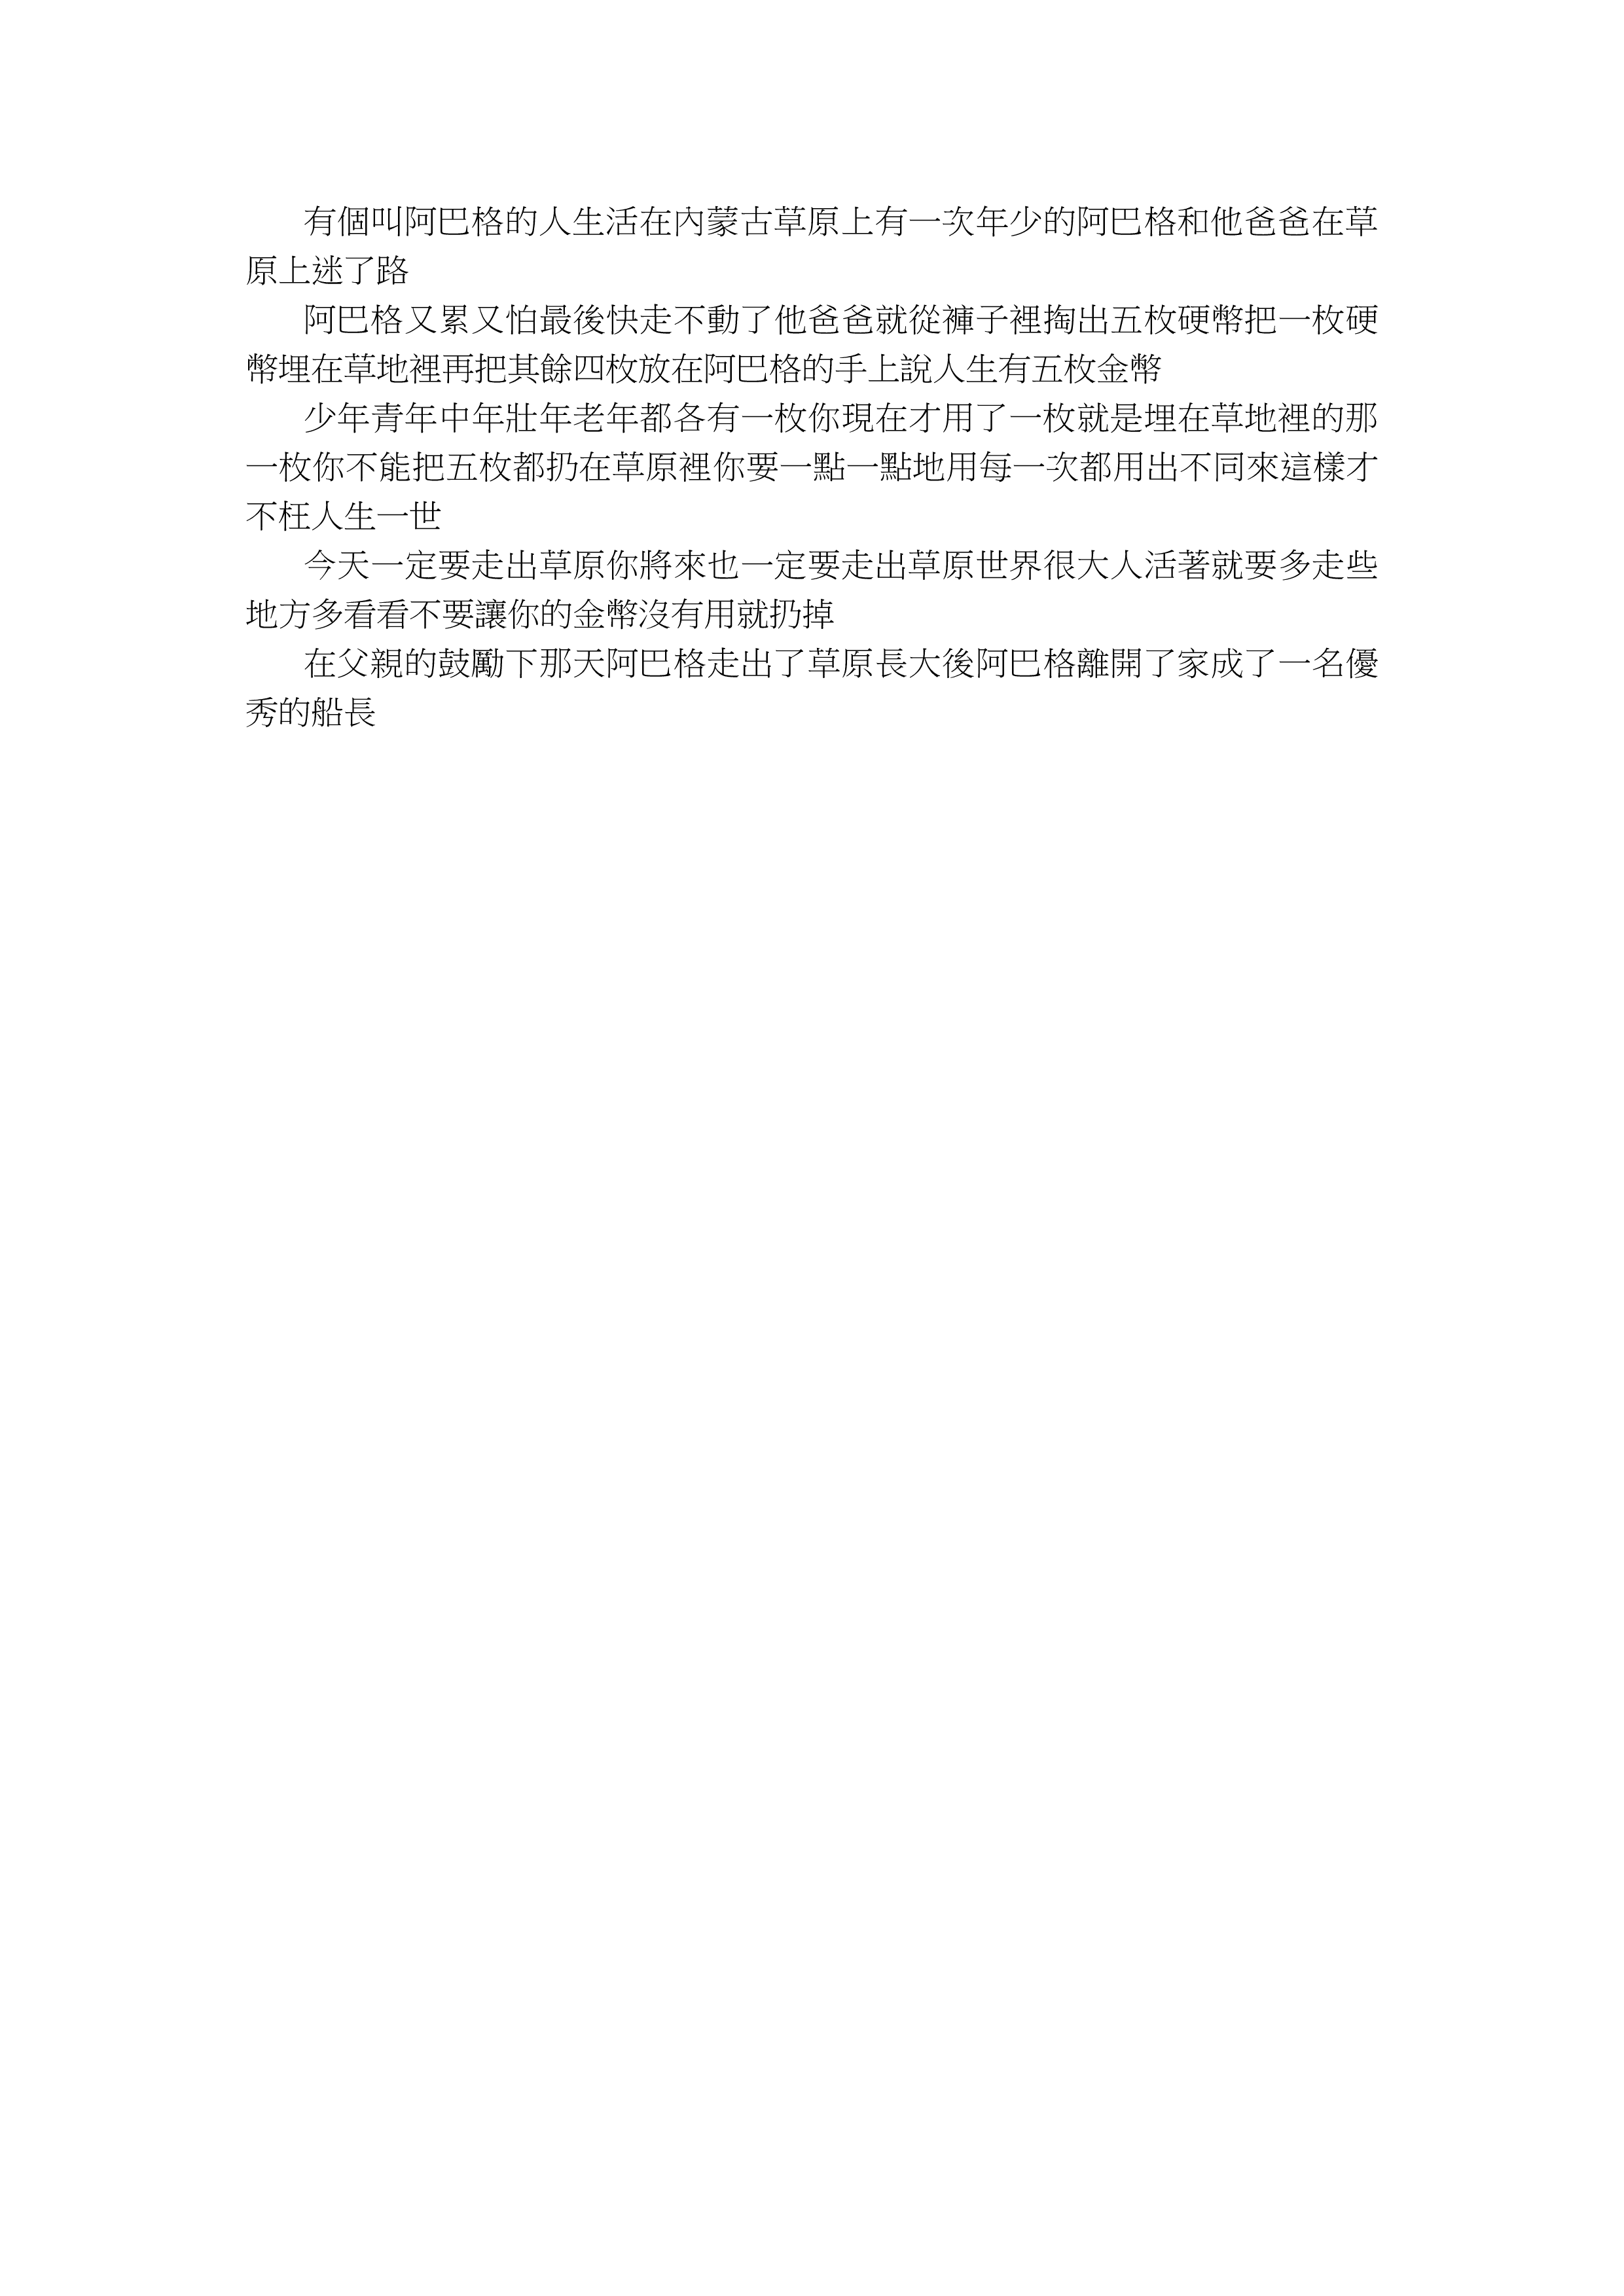 有個叫阿巴格的人生活在內蒙古草原上有一次年少的阿巴格和他爸爸在草
原上迷了路
阿巴格又累又怕最後快走不動了他爸爸就從褲子裡掏出五枚硬幣把一枚硬
幣埋在草地裡再把其餘四枚放在阿巴格的手上說人生有五枚金幣
少年青年中年壯年老年都各有一枚你現在才用了一枚就是埋在草地裡的那
一枚你不能把五枚都扔在草原裡你要一點一點地用每一次都用出不同來這樣才
不枉人生一世
今天一定要走出草原你將來也一定要走出草原世界很大人活著就要多走些
地方多看看不要讓你的金幣沒有用就扔掉
在父親的鼓勵下那天阿巴格走出了草原長大後阿巴格離開了家成了一名優
秀的船長